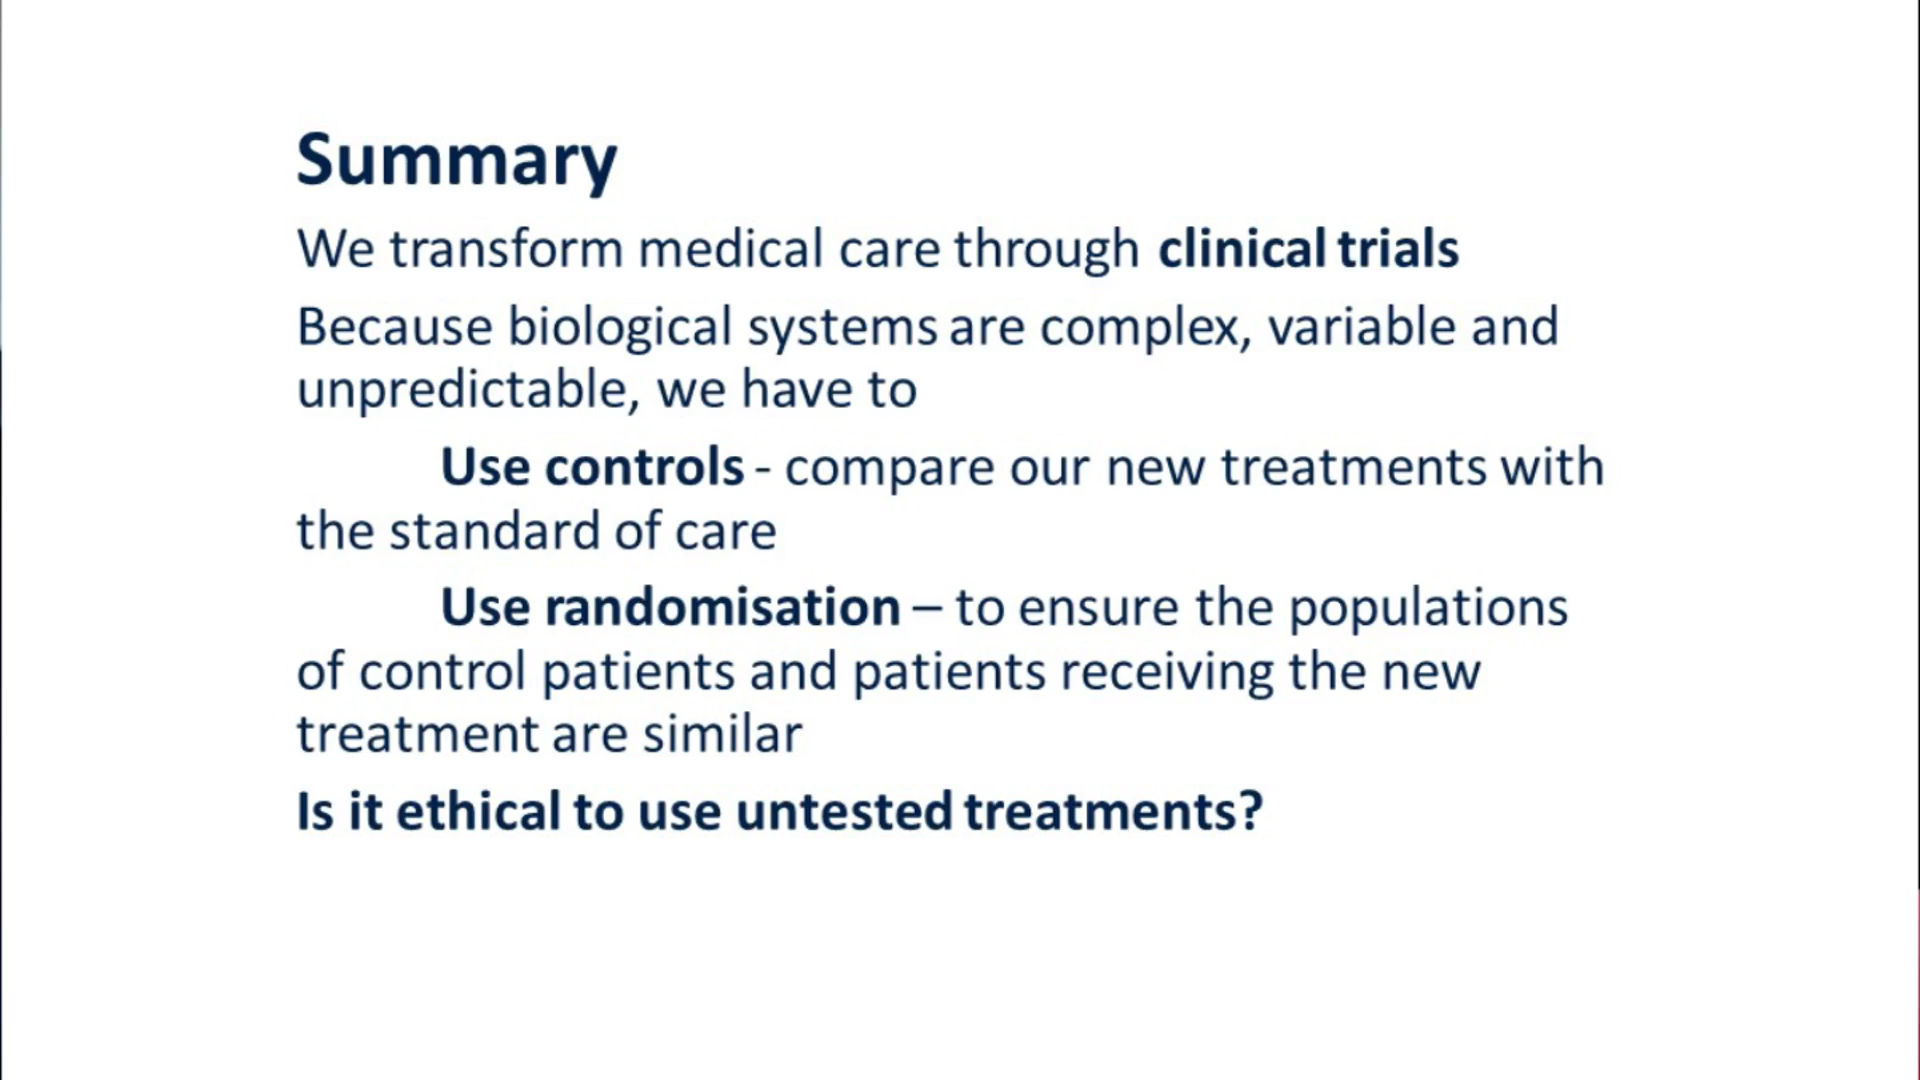 Summary
We transform medical care through clinical trials
Because biological systems are complex, variable and
unpredictable, we have to
Use controls - compare our new treatments with
the standard of care
Use randomisation – to ensure the populations
of control patients and patients receiving the new
treatment are similar
Is it ethical to use untested treatments?